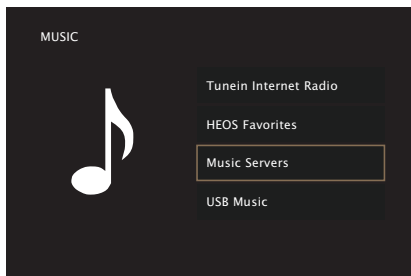 MUSIC
Tunein Internet Radio
HEOS Favorites
Music Servers
USB Music